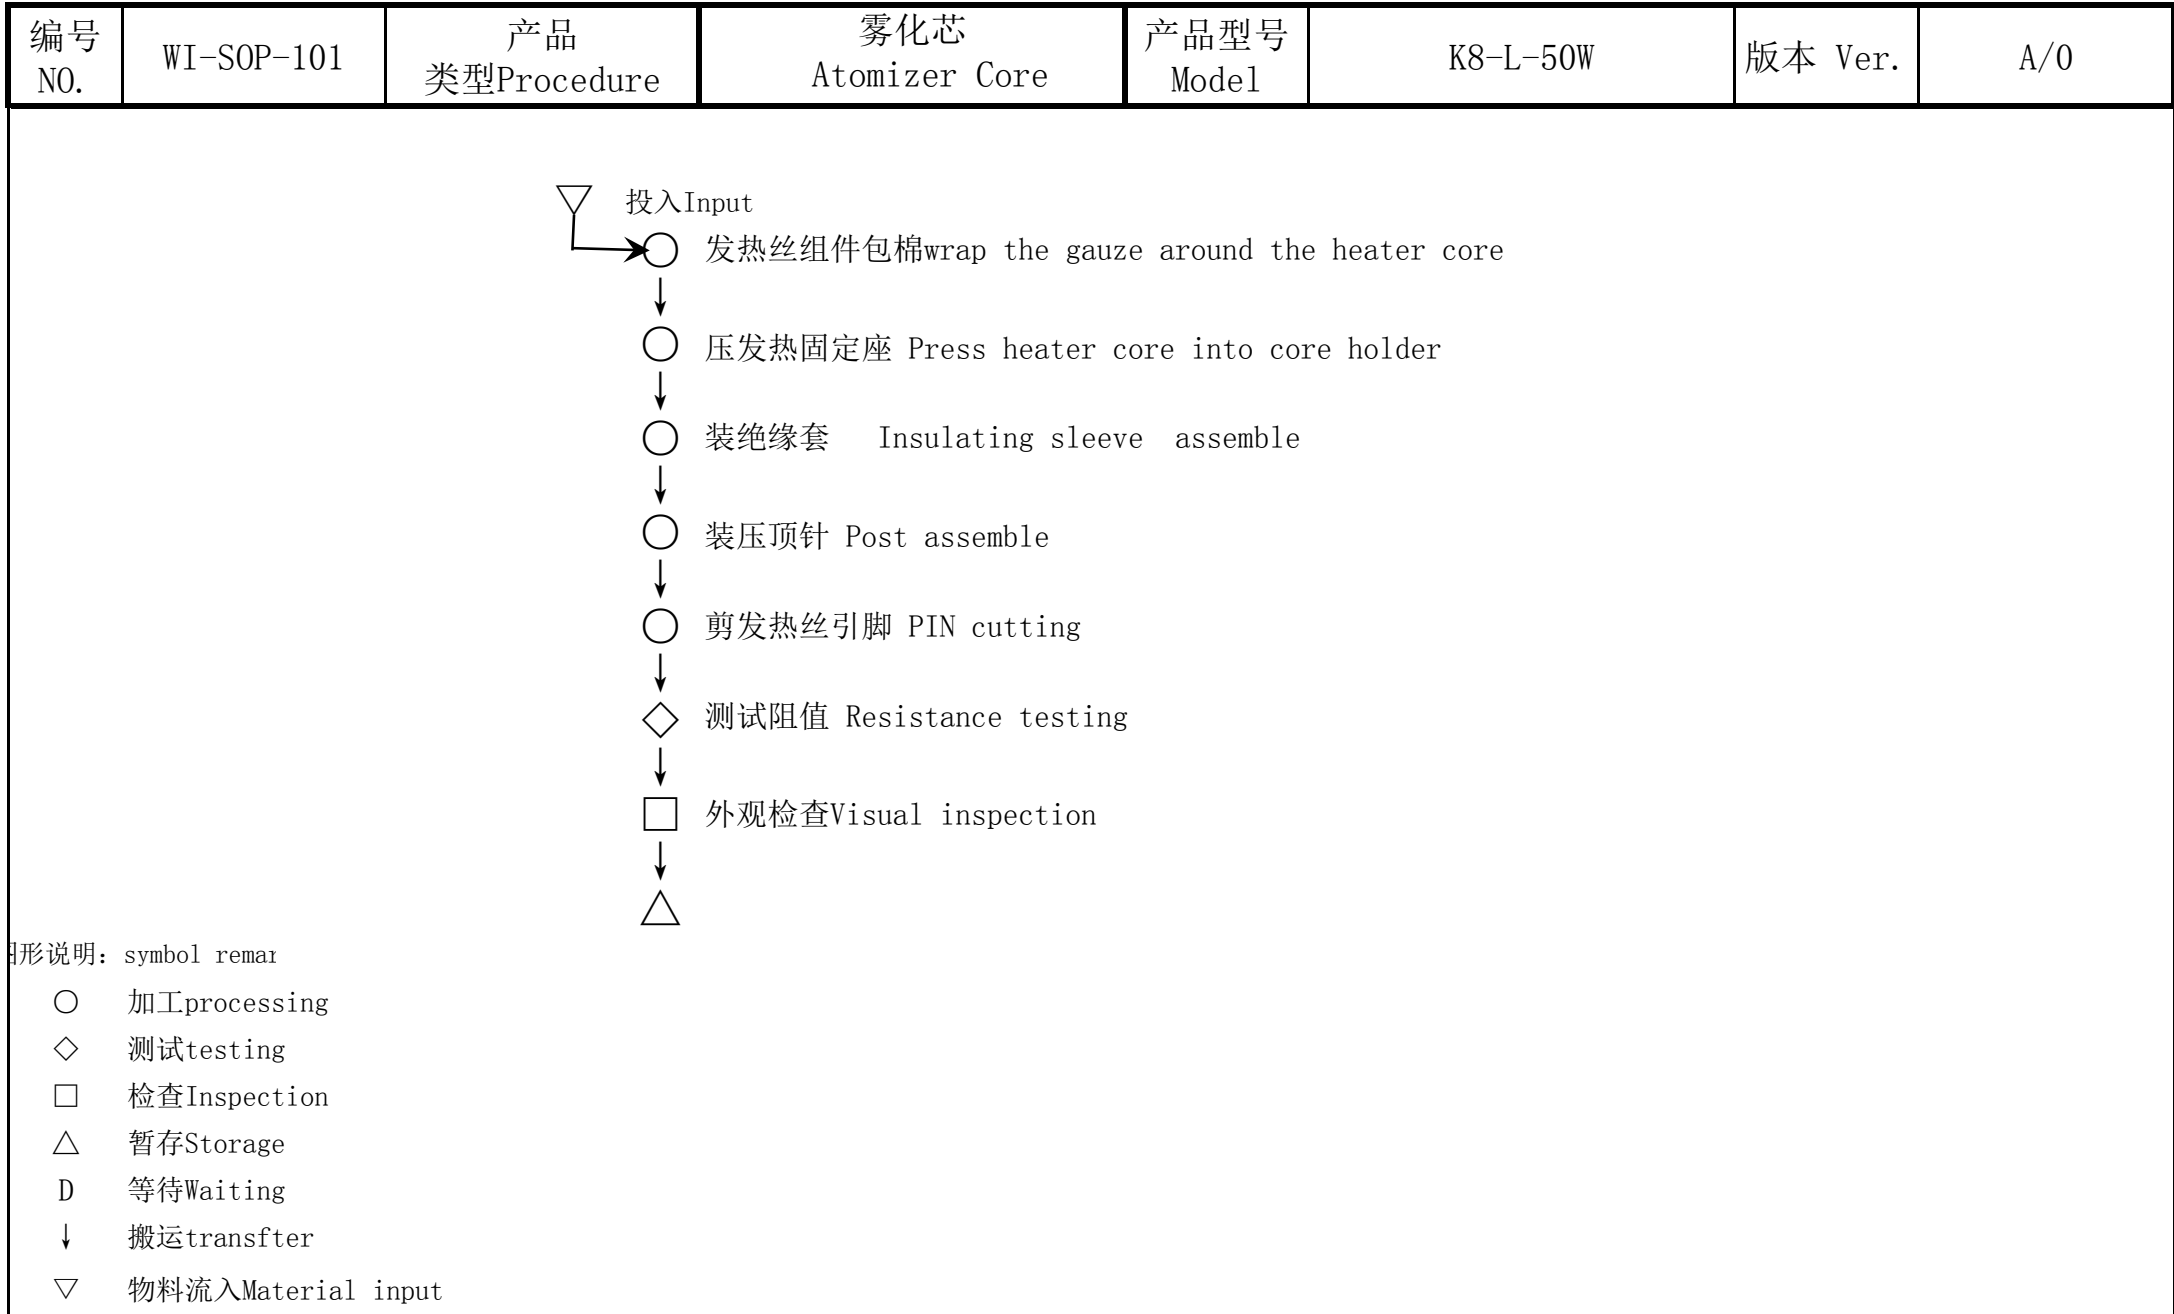 编号
NO.
WI-SOP-101
产品
类型Procedure
雾化芯
Atomizer Core
产品型号
Model
K8-L-50W
版本 Ver.
A/0
投入Input
发热丝组件包棉wrap the gauze around the heater core
压发热固定座 Press heater core into core holder
装绝缘套 Insulating sleeve assemble
装压顶针 Post assemble
剪发热丝引脚 PIN cutting
测试阻值 Resistance testing
外观检查Visual inspection
形说明：symbol remar
○ 加工processing
◇ 测试testing
□ 检查Inspection
△ 暂存Storage
D 等待Waiting
↓ 搬运transfter
▽ 物料流入Material input